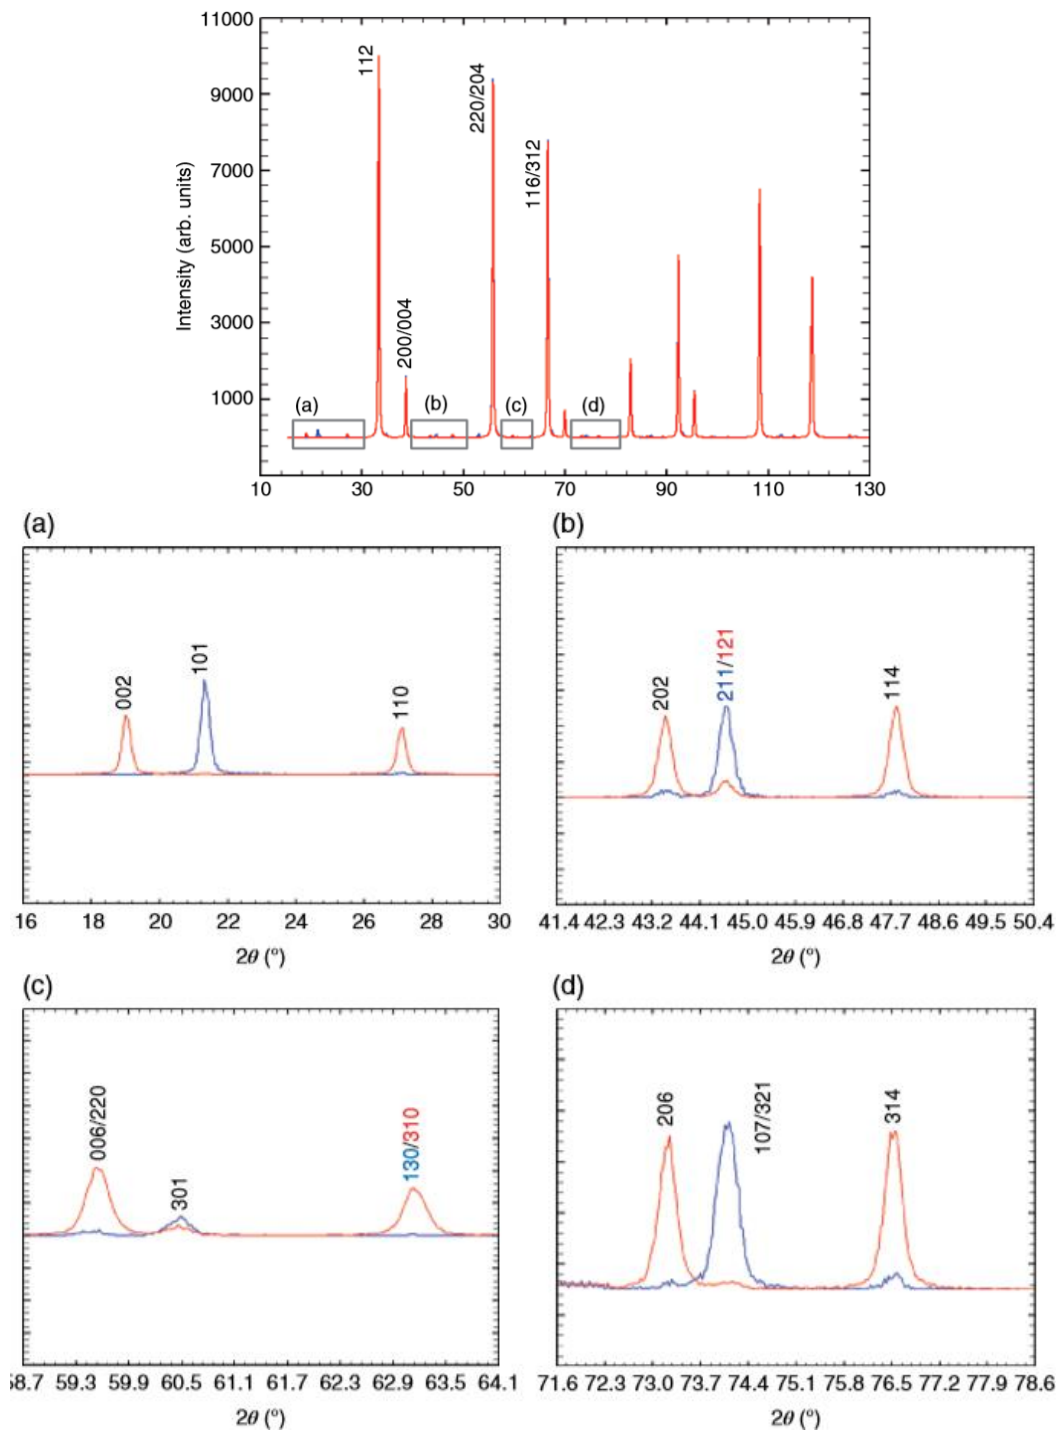 11000
9000
7000
5000
3000
1000
Intensity (arb. units)
112
200/004
220/204
116/312
(a)
(b)
(c)
(d)
10 30 50 70 90 110 130
(a)
002
101
110
16 18 20 22 24 26 28 30
2θ (°)
(b)
202
211/121
114
41.4 42.3 43.2 44.1 45.0 45.9 46.8 47.7 48.6 49.5 50.4
2θ (°)
(c)
006/220
301
130/310
58.7 59.3 59.9 60.5 61.1 61.7 62.3 62.9 63.5 64.1
2θ (°)
(d)
206
107/321
314
71.6 72.3 73.0 73.7 74.4 75.1 75.8 76.5 77.2 77.9 78.6
2θ (°)